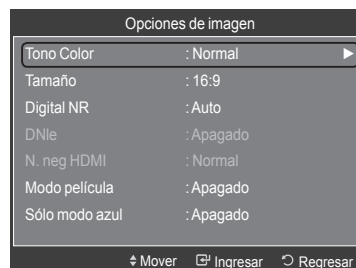 Opciones de imagen
Tono Color : Normal ►
Tamaño : 16:9
Digital NR : Auto
DNIe : Apagado
N. neg HDMI : Normal
Modo película : Apagado
Sólo modo azul : Apagado
Mover Ingresar Regresar